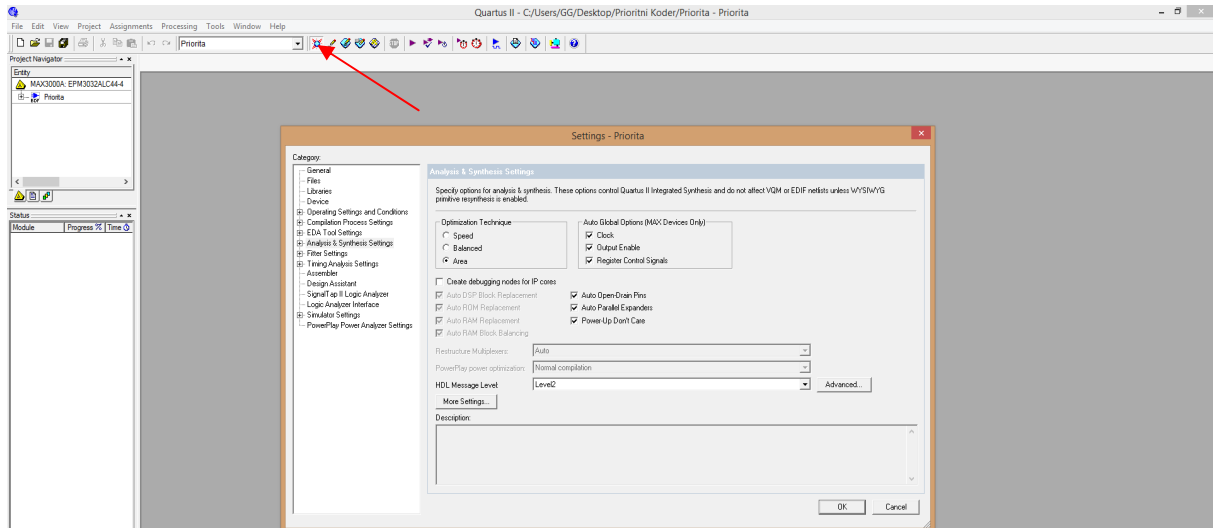 Quartus II - C:/Users/GG/Desktop/Prioritni Koder/Priorita - Priorita
File Edit View Project Assignments Processing Tools Window Help
Priorita
Project Navigator
Entity
MAX3000A: EPM3032ALC44-4
Priorita
Status
Module Progress % Time
Settings - Priorita
Category:
General
Files
Libraries
Device
Operating Settings and Conditions
Compilation Process Settings
EDA Tool Settings
Analysis & Synthesis Settings
Fitter Settings
Timing Analysis Settings
Assembler
Design Assistant
SignalTap II Logic Analyzer
Logic Analyzer Interface
Simulator Settings
PowerPlay Power Analyzer Settings
Analysis & Synthesis Settings
Specify options for analysis & synthesis. These options control Quartus II Integrated Synthesis and do not affect VQM or EDIF netlists unless WYSIWYG
primitive resynthesis is enabled.
Optimization Technique
Speed
Balanced
Area
Auto Global Options (MAX Devices Only)
Clock
Output Enable
Register Control Signals
Create debugging nodes for IP cores
Auto DSP Block Replacement
Auto ROM Replacement
Auto RAM Replacement
Auto RAM Block Balancing
Auto Open-Drain Pins
Auto Parallel Expanders
Power-Up Don't Care
Restructure Multiplexers: Auto
PowerPlay power optimization: Normal compilation
HDL Message Level: Level2 Advanced...
More Settings...
Description:
OK Cancel